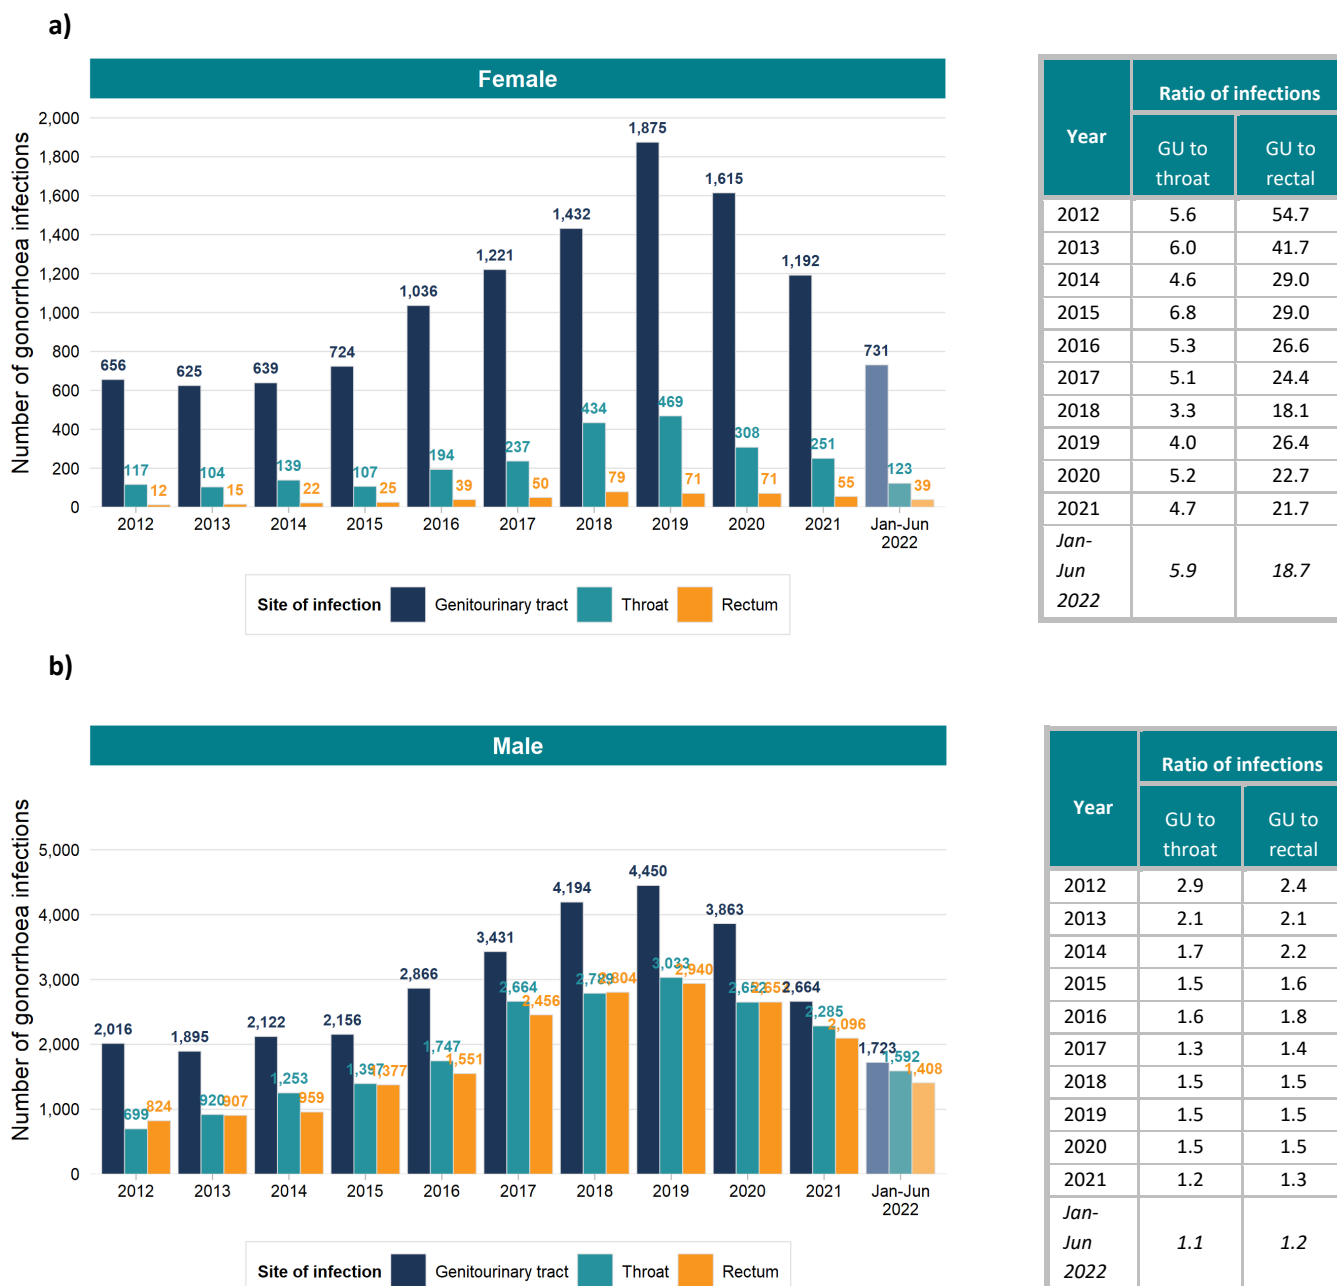 a)
Female
Number of gonorrhoea infections
2,000
1,800
1,600
1,400
1,200
1,000
800
600
400
200
0
656
117
12
625
104
15
639
139
22
724
107
25
1,036
194
39
1,221
237
50
1,432
434
79
1,875
469
71
1,615
308
71
1,192
251
55
731
123
39
2012 2013 2014 2015 2016 2017 2018 2019 2020 2021 Jan-Jun
2022
Site of infection Genitourinary tract Throat Rectum
Year Ratio of infections
GU to throat GU to rectal
2012 5.6 54.7
2013 6.0 41.7
2014 4.6 29.0
2015 6.8 29.0
2016 5.3 26.6
2017 5.1 24.4
2018 3.3 18.1
2019 4.0 26.4
2020 5.2 22.7
2021 4.7 21.7
Jan-
Jun 5.9 18.7
2022
b)
Male
Number of gonorrhoea infections
5,000
4,000
3,000
2,000
1,000
0
2,016
699
824
1,895
920
907
2,122
1,253
959
2,156
1,397
1,377
2,866
1,747
1,551
3,431
2,664
2,456
4,194
2,789
2,804
4,450
3,033
2,940
3,863
2,652
2,652
2,664
2,285
2,096
1,723
1,592
1,408
2012 2013 2014 2015 2016 2017 2018 2019 2020 2021 Jan-Jun
2022
Site of infection Genitourinary tract Throat Rectum
Year Ratio of infections
GU to throat GU to rectal
2012 2.9 2.4
2013 2.1 2.1
2014 1.7 2.2
2015 1.5 1.6
2016 1.6 1.8
2017 1.3 1.4
2018 1.5 1.5
2019 1.5 1.5
2020 1.5 1.5
2021 1.2 1.3
Jan-
Jun 1.1 1.2
2022